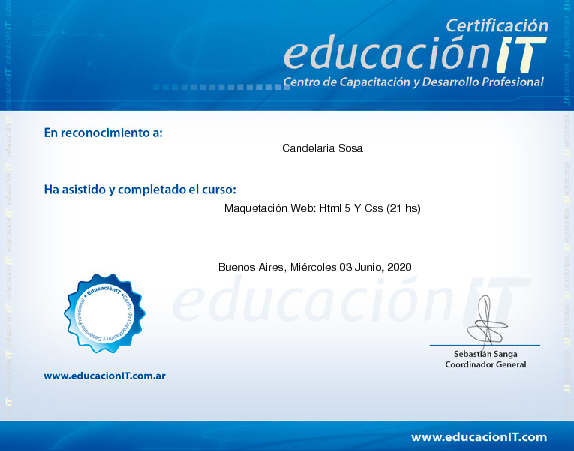 Certificación
educaciónIT
Centro de Capacitación y Desarrollo Profesional
En reconocimiento a:
Candelaria Sosa
Ha asistido y completado el curso:
Maquetación Web: Html 5 Y Css (21 hs)
Buenos Aires, Miércoles 03 Junio, 2020
educaciónIT
Sebastián Sanga
Coordinador General
www.educacionIT.com.ar
www.educacionIT.com